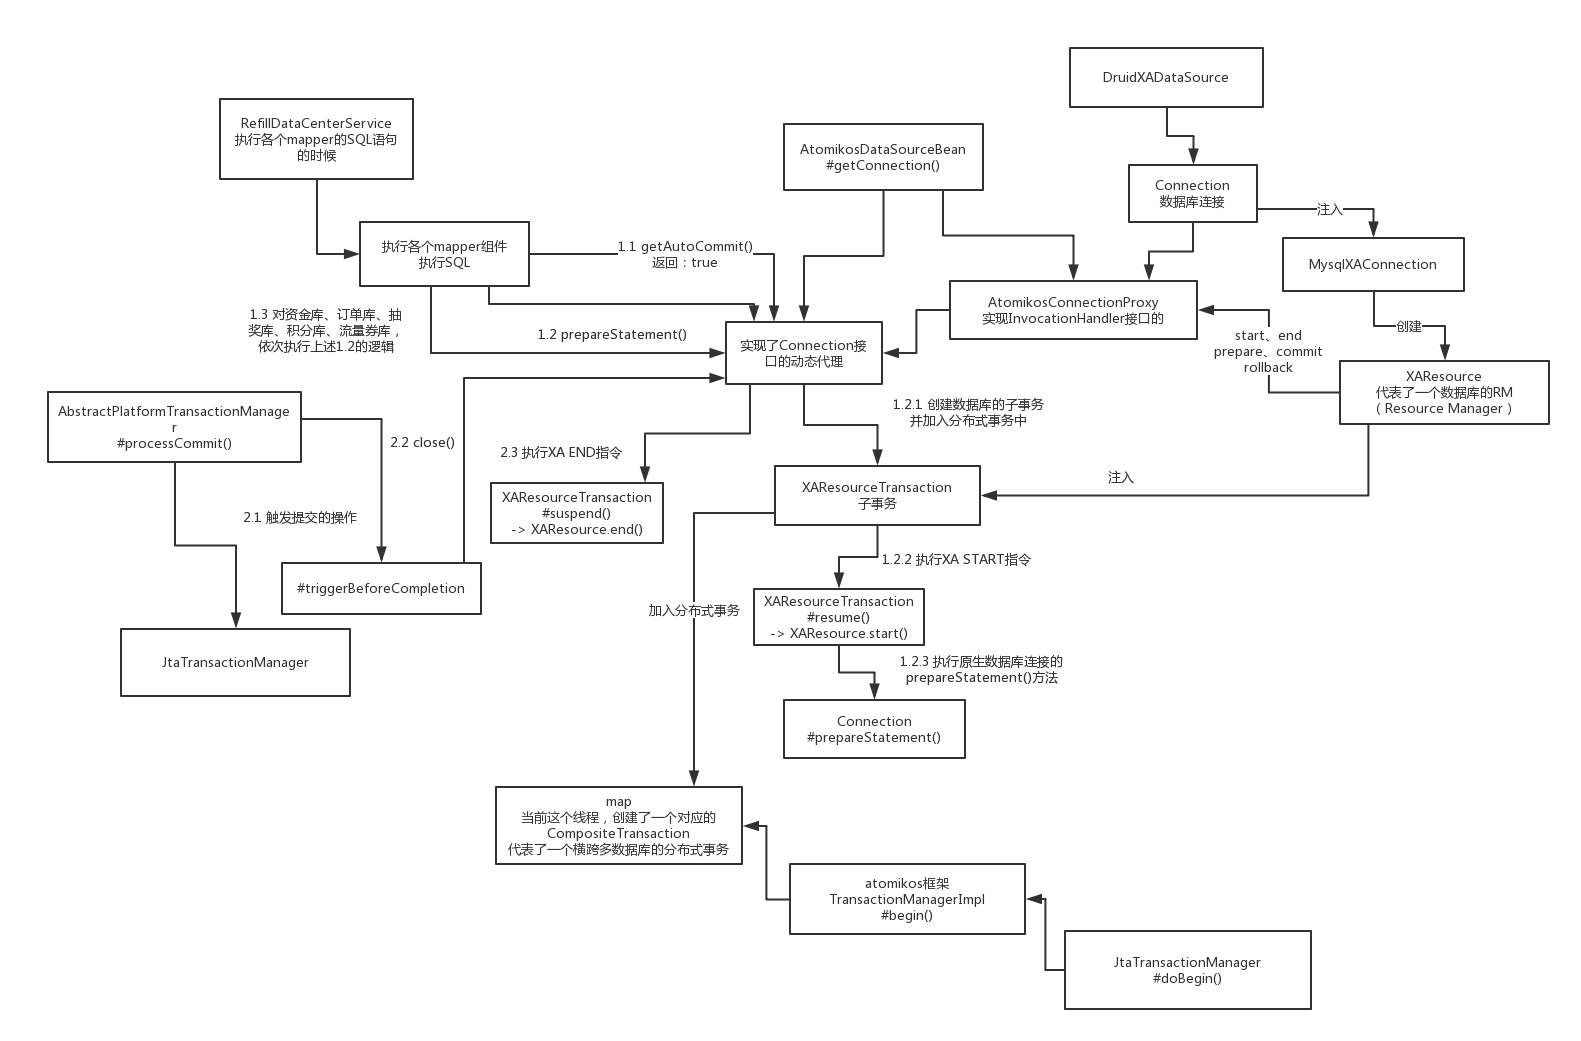 DruidXADataSource
RefillDataCenterService
执行各个mapper的SQL语句
的时候
AtomikosDataSourceBean
#getConnection()
Connection
数据库连接
注入
执行各个mapper组件
执行SQL
1.1 getAutoCommit()
返回：true
MysqlXAConnection
AtomikosConnectionProxy
实现InvocationHandler接口的
1.3 对资金库、订单库、抽
奖库、积分库、流量券库，
依次执行上述1.2的逻辑
1.2 prepareStatement()
实现了Connection接
口的动态代理
创建
start、end
prepare、commit
rollback
XAResource
代表了一个数据库的RM
（Resource Manager）
AbstractPlatformTransactionManage
r
#processCommit()
2.2 close()
1.2.1 创建数据库的子事务
并加入分布式事务中
2.3 执行XA END指令
XAResourceTransaction
#suspend()
-> XAResource.end()
XAResourceTransaction
子事务
注入
2.1 触发提交的操作
1.2.2 执行XA START指令
#triggerBeforeCompletion
XAResourceTransaction
#resume()
-> XAResource.start()
加入分布式事务
JtaTransactionManager
1.2.3 执行原生数据库连接的
prepareStatement()方法
Connection
#prepareStatement()
map
当前这个线程，创建了一个对应的
CompositeTransaction
代表了一个横跨多数据库的分布式事务
atomikos框架
TransactionManagerImpl
#begin()
JtaTransactionManager
#doBegin()